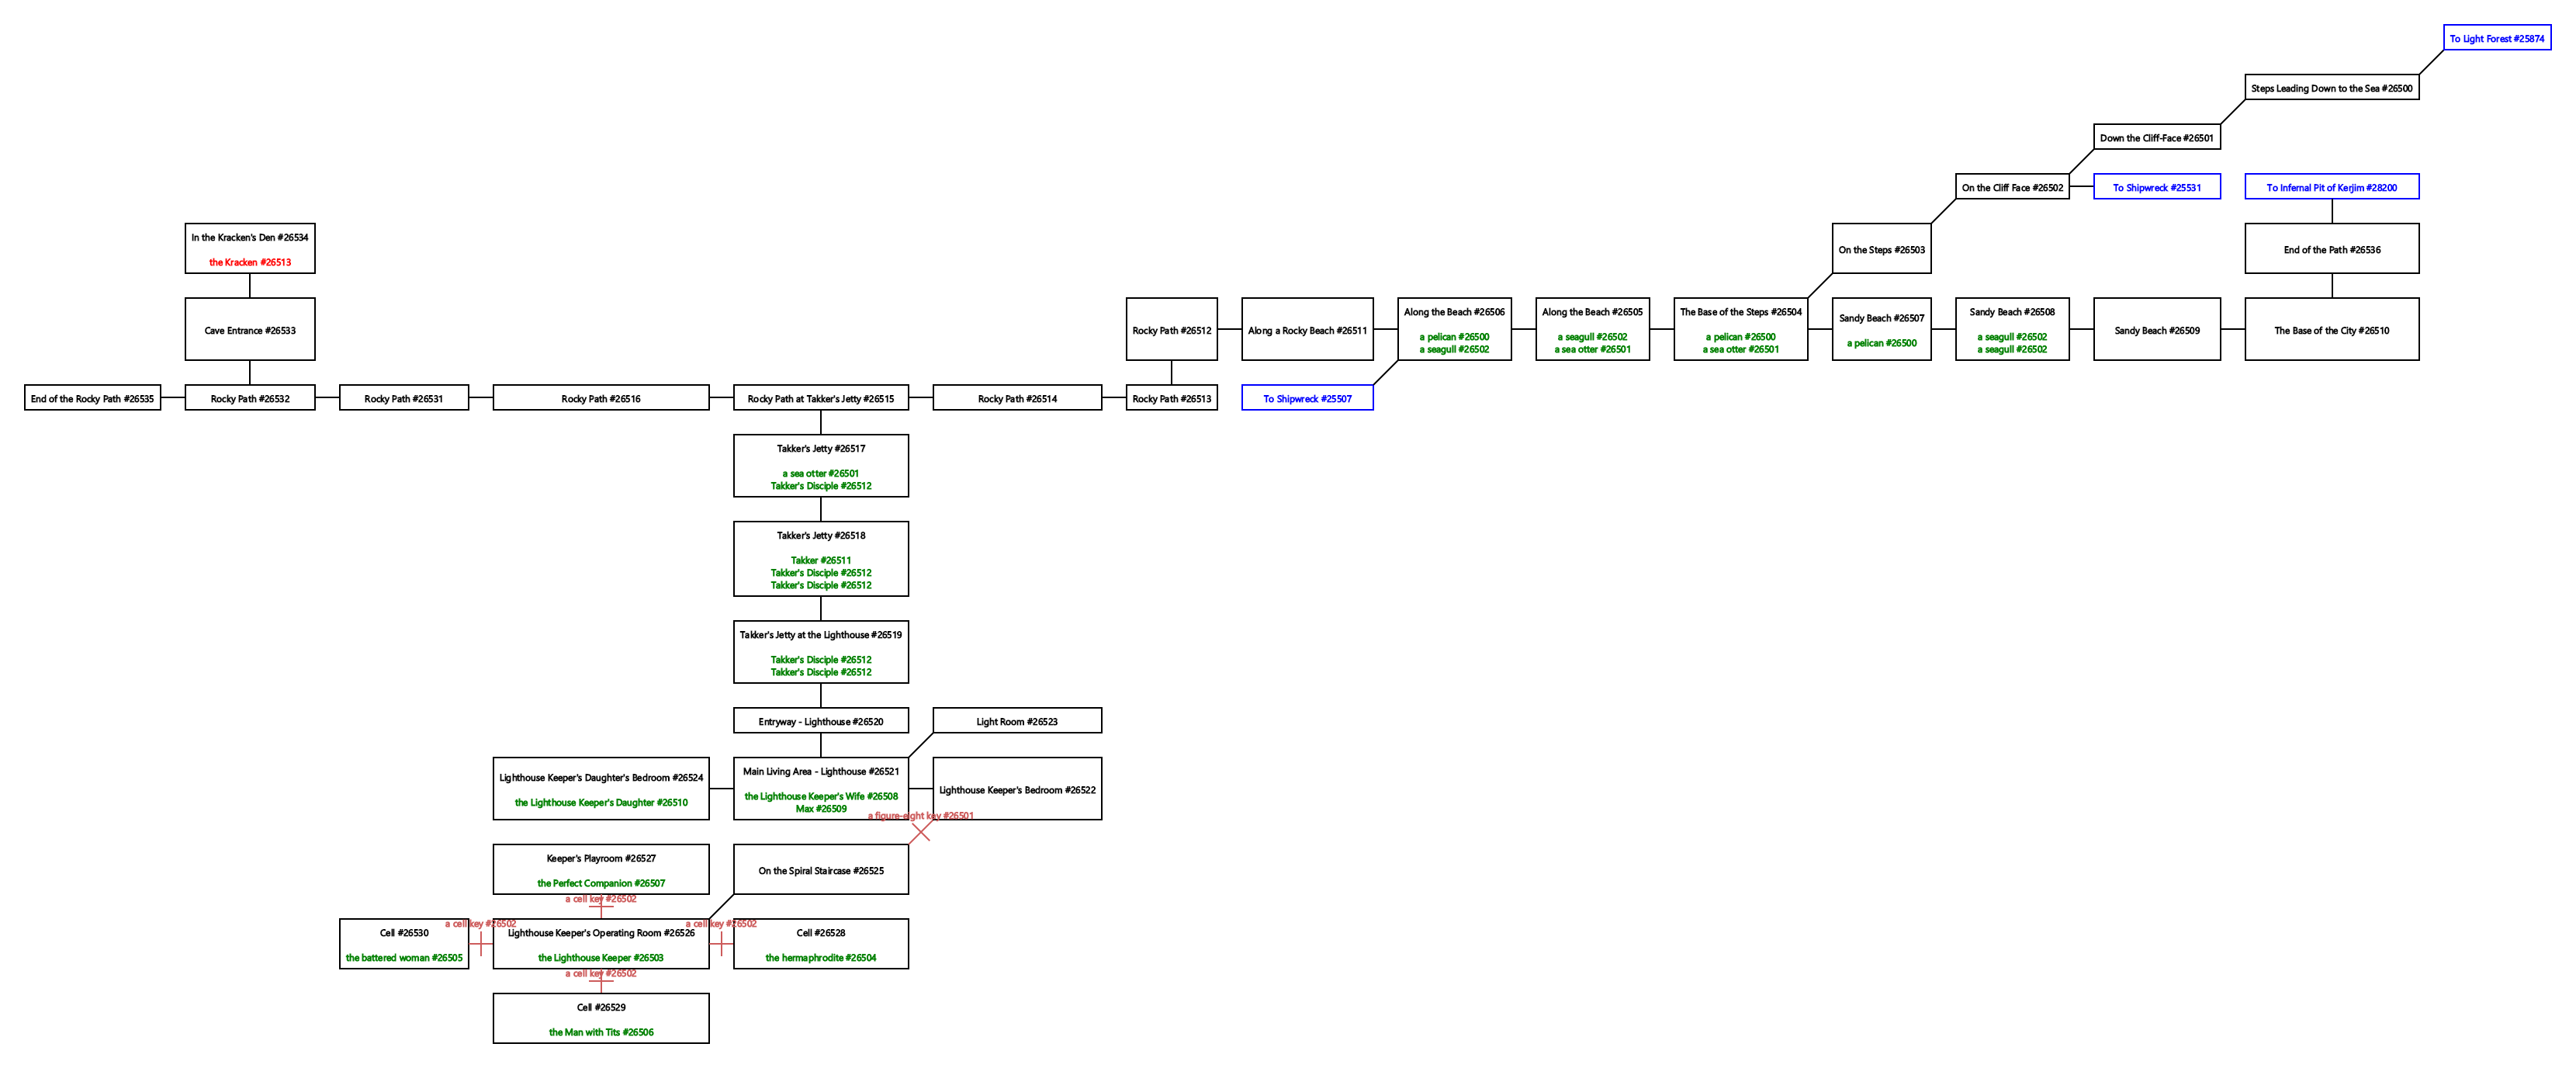 To Light Forest #25874
Steps Leading Down to the Sea #26500
Down the Cliff-Face #26501
On the Cliff Face #26502
To Shipwreck #25531
To Infernal Pit of Kerjim #28200
In the Kracken's Den #26534
the Kracken #26513
On the Steps #26503
End of the Path #26536
Cave Entrance #26533
Rocky Path #26512
Along a Rocky Beach #26511
Along the Beach #26506
a pelican #26500
a seagull #26502
Along the Beach #26505
a seagull #26502
a sea otter #26501
The Base of the Steps #26504
a pelican #26500
a sea otter #26501
Sandy Beach #26507
a pelican #26500
Sandy Beach #26508
a seagull #26502
a seagull #26502
Sandy Beach #26509
The Base of the City #26510
End of the Rocky Path #26535
Rocky Path #26532
Rocky Path #26531
Rocky Path #26516
Rocky Path at Takker's Jetty #26515
Rocky Path #26514
Rocky Path #26513
To Shipwreck #25507
Takker's Jetty #26517
a sea otter #26501
Takker's Disciple #26512
Takker's Jetty #26518
Takker #26511
Takker's Disciple #26512
Takker's Disciple #26512
Takker's Jetty at the Lighthouse #26519
Takker's Disciple #26512
Takker's Disciple #26512
Entryway - Lighthouse #26520
Light Room #26523
Lighthouse Keeper's Daughter's Bedroom #26524
the Lighthouse Keeper's Daughter #26510
Main Living Area - Lighthouse #26521
the Lighthouse Keeper's Wife #26508
Max #26509
Lighthouse Keeper's Bedroom #26522
a figure-eight key #26501
Keeper's Playroom #26527
the Perfect Companion #26507
On the Spiral Staircase #26525
a cell key #26502
Cell #26530
the battered woman #26505
a cell key #26502
Lighthouse Keeper's Operating Room #26526
the Lighthouse Keeper #26503
a cell key #26502
Cell #26528
the hermaphrodite #26504
a cell key #26502
Cell #26529
the Man with Tits #26506